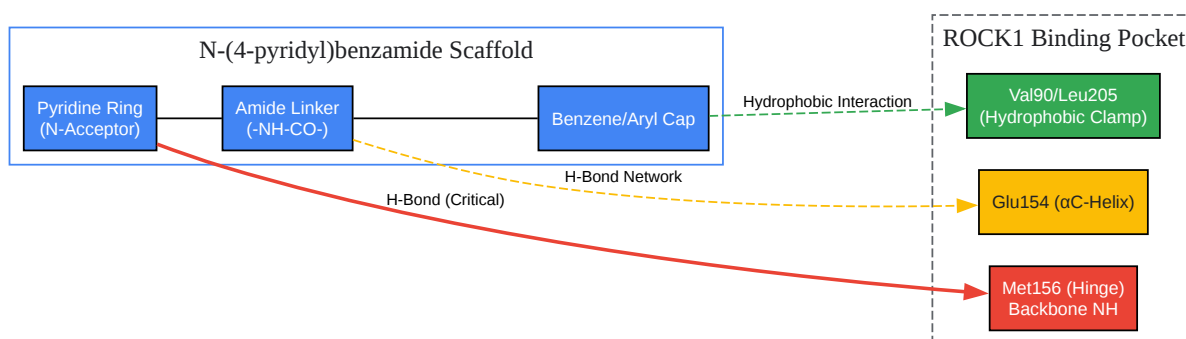 N-(4-pyridyl)benzamide Scaffold
Pyridine Ring
(N-Acceptor)
Amide Linker
(-NH-CO-)
Benzene/Aryl Cap
Hydrophobic Interaction
H-Bond Network
H-Bond (Critical)
ROCK1 Binding Pocket
Val90/Leu205
(Hydrophobic Clamp)
Glu154 (αC-Helix)
Met156 (Hinge)
Backbone NH